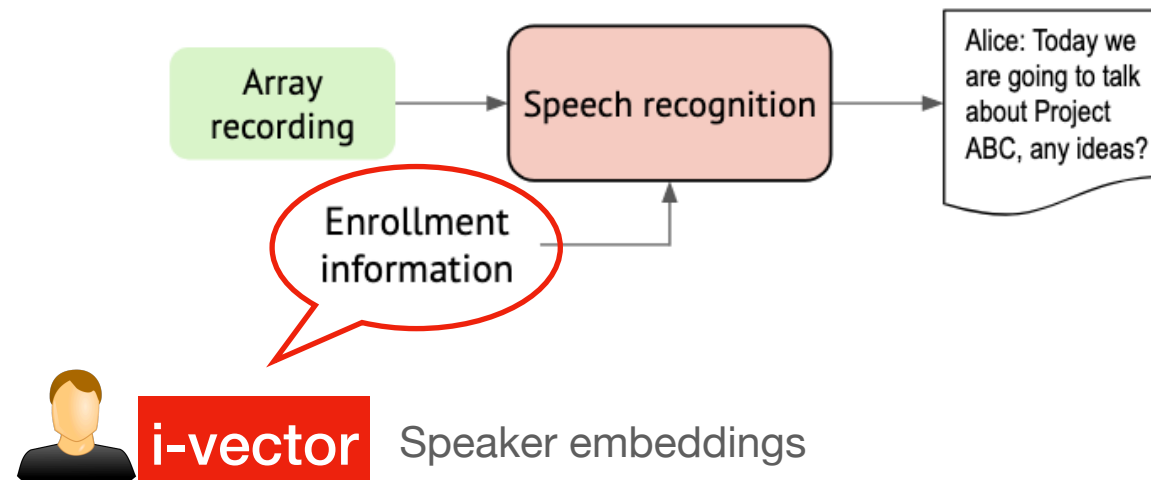 Array
recording
Speech recognition
Alice: Today we
are going to talk
about Project
ABC, any ideas?
Enrollment
information
i-vector
Speaker embeddings